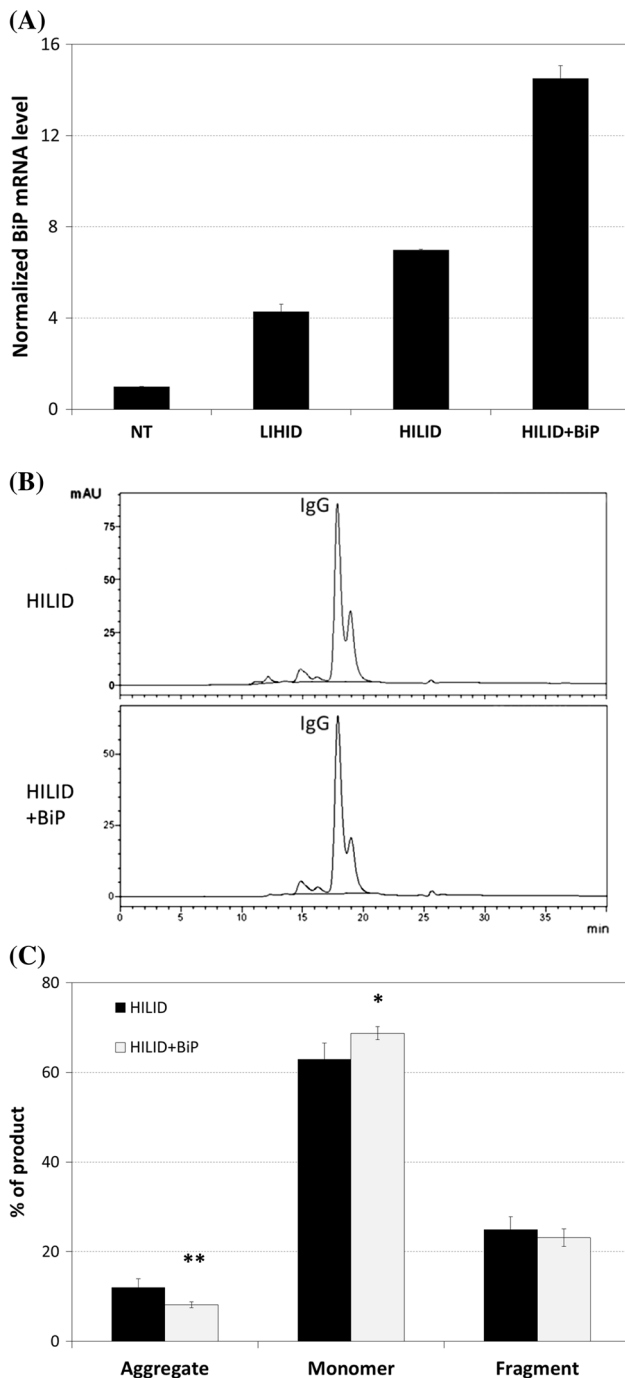 (A)
Normalized BiP mRNA level
16
12
8
4
0
NT LIHID HILID HILID+BiP
(B)
mAU
IgG
75
50
25
0
HILID
IgG
50
25
0
HILID
+BiP
0 5 10 15 20 25 30 35
min
(C)
% of product
80
60
40
20
0
HILID
HILID+BiP
*
**
Aggregate Monomer Fragment